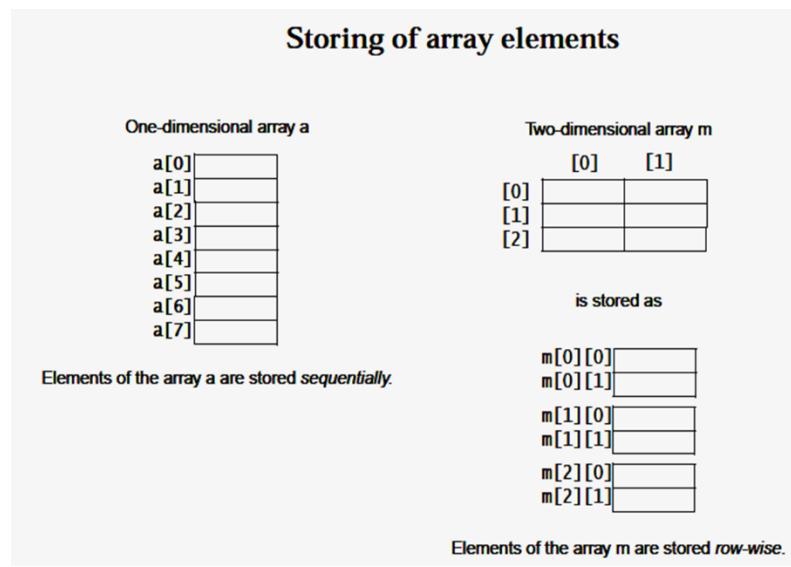 Storing of array elements
One-dimensional array a
a[0]
a[1]
a[2]
a[3]
a[4]
a[5]
a[6]
a[7]
Elements of the array a are stored sequentially.
Two-dimensional array m
[0] [1]
[0]
[1]
[2]
is stored as
m[0][0]
m[0][1]
m[1][0]
m[1][1]
m[2][0]
m[2][1]
Elements of the array m are stored row-wise.